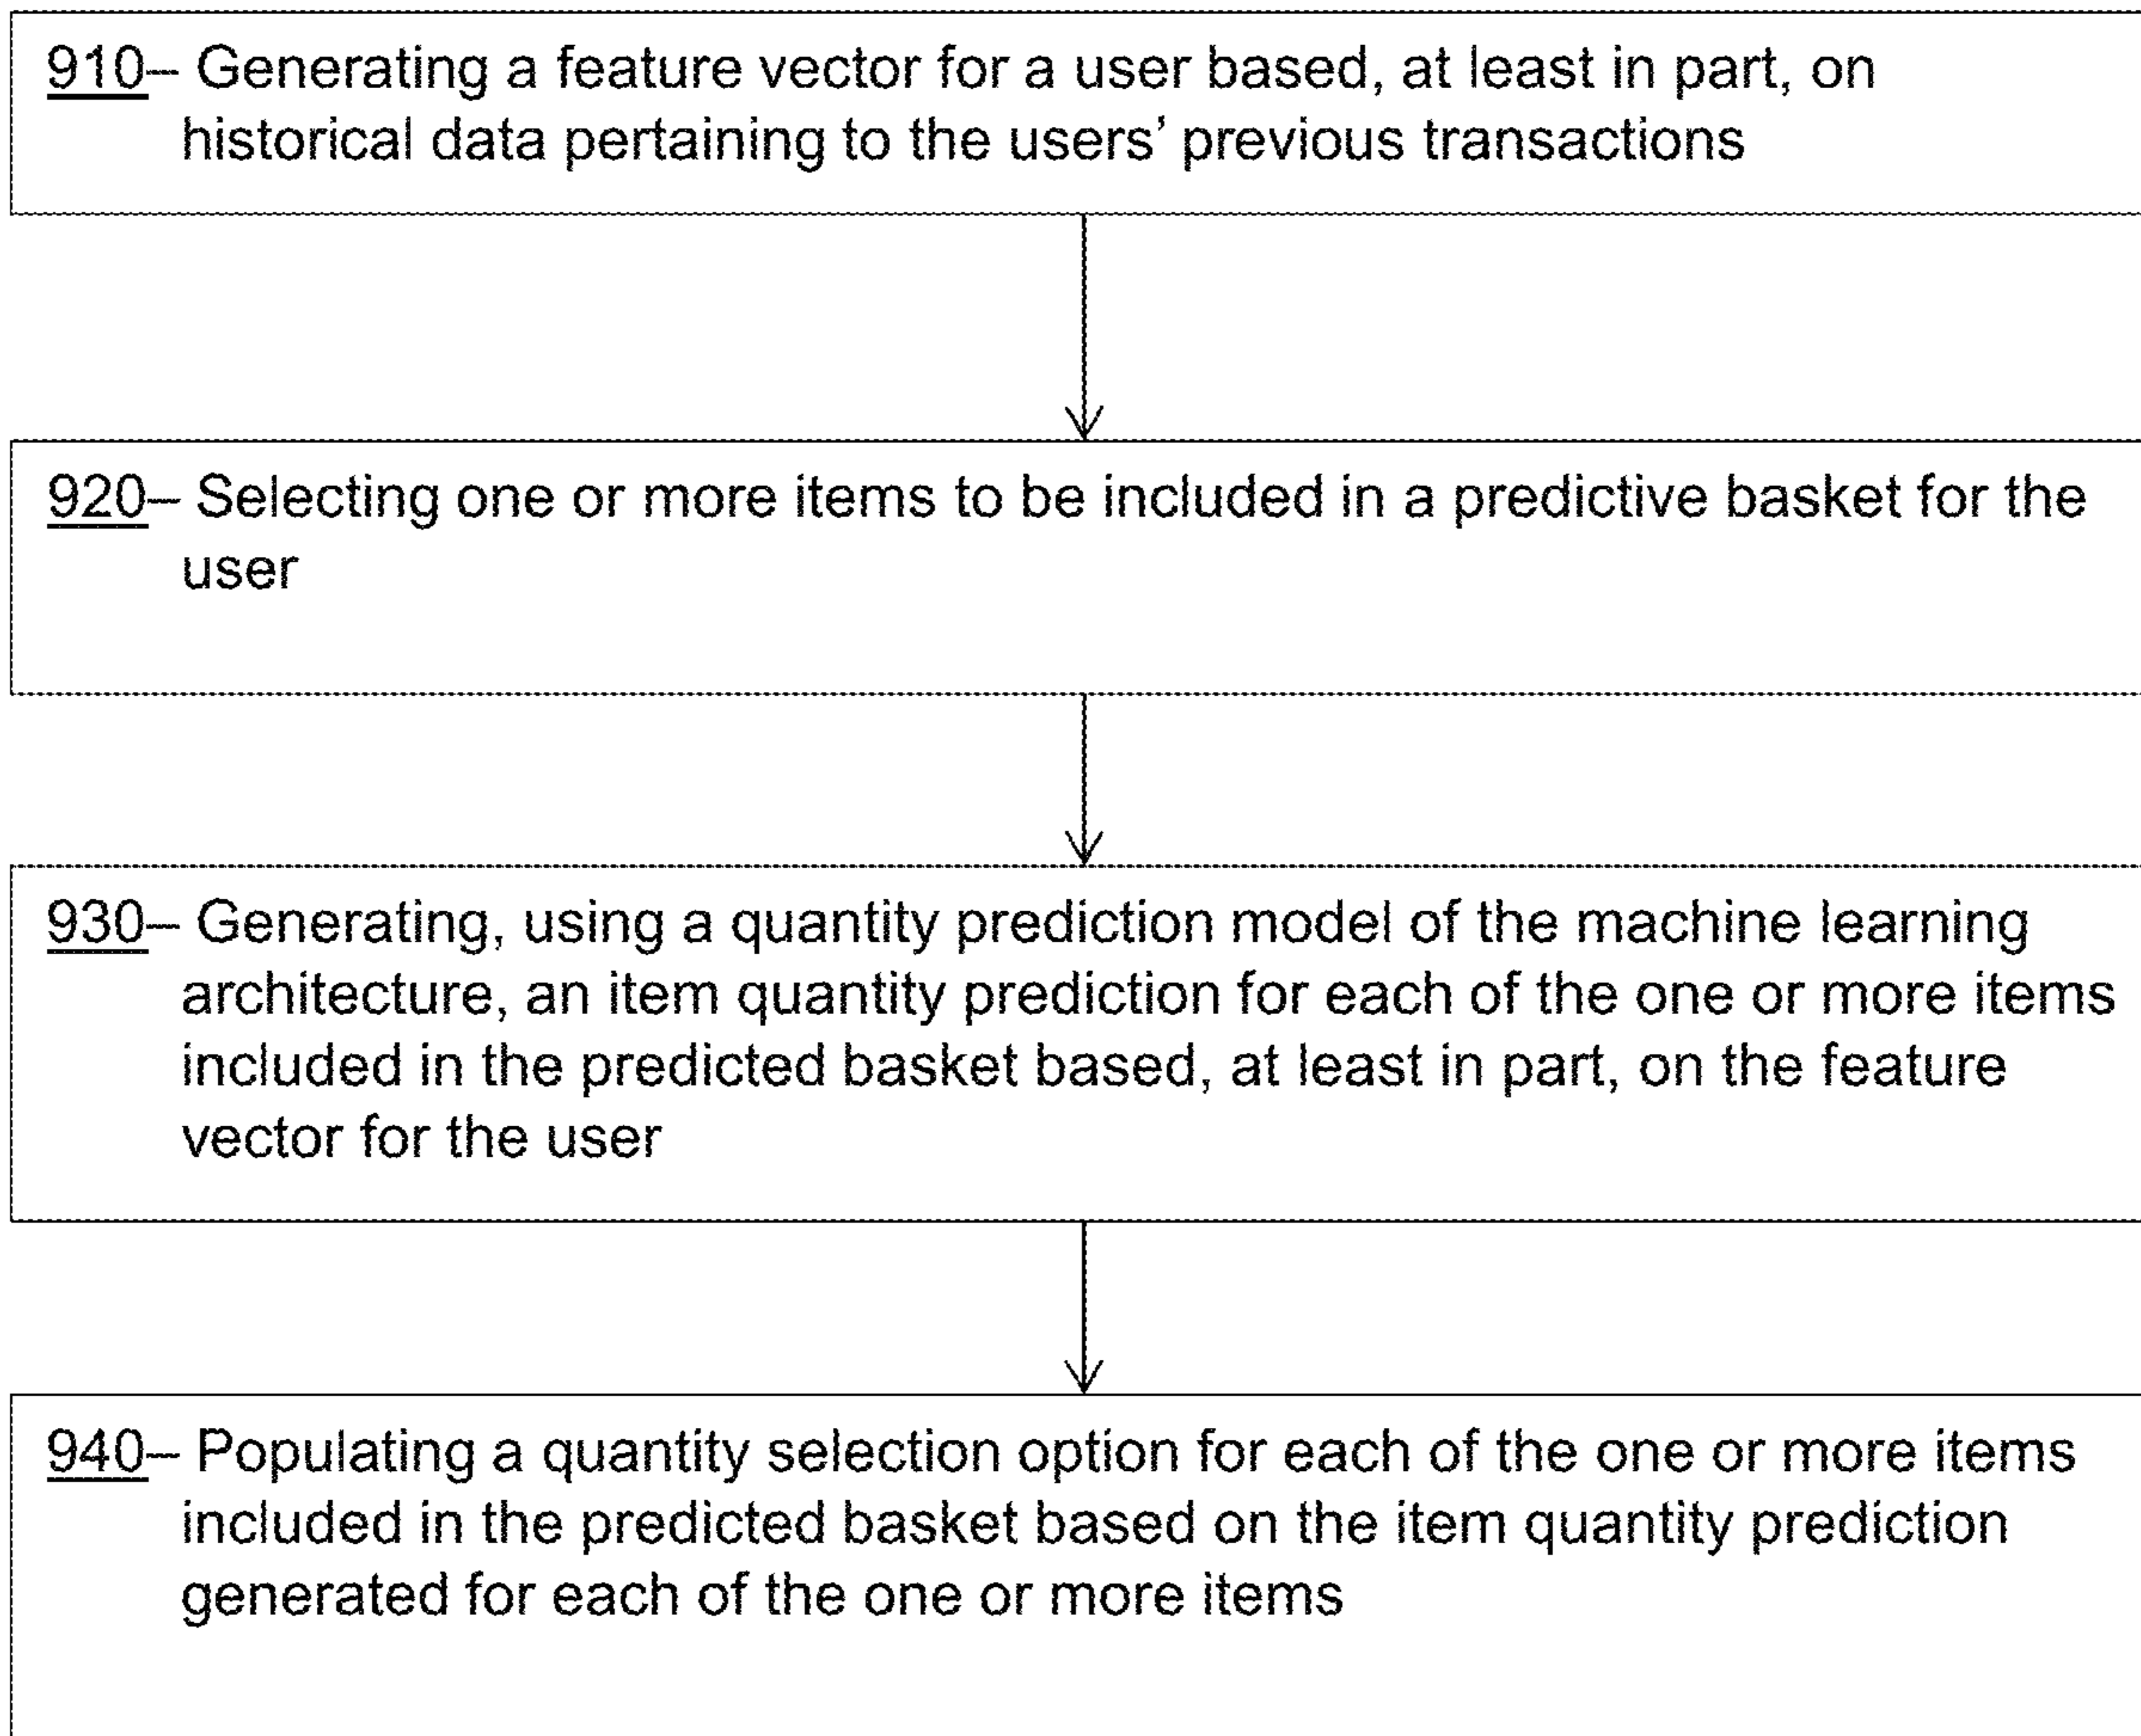 910– Generating a feature vector for a user based, at least in part, on
historical data pertaining to the users’ previous transactions
920– Selecting one or more items to be included in a predictive basket for the
user
930– Generating, using a quantity prediction model of the machine learning
architecture, an item quantity prediction for each of the one or more items
included in the predicted basket based, at least in part, on the feature
vector for the user
940– Populating a quantity selection option for each of the one or more items
included in the predicted basket based on the item quantity prediction
generated for each of the one or more items